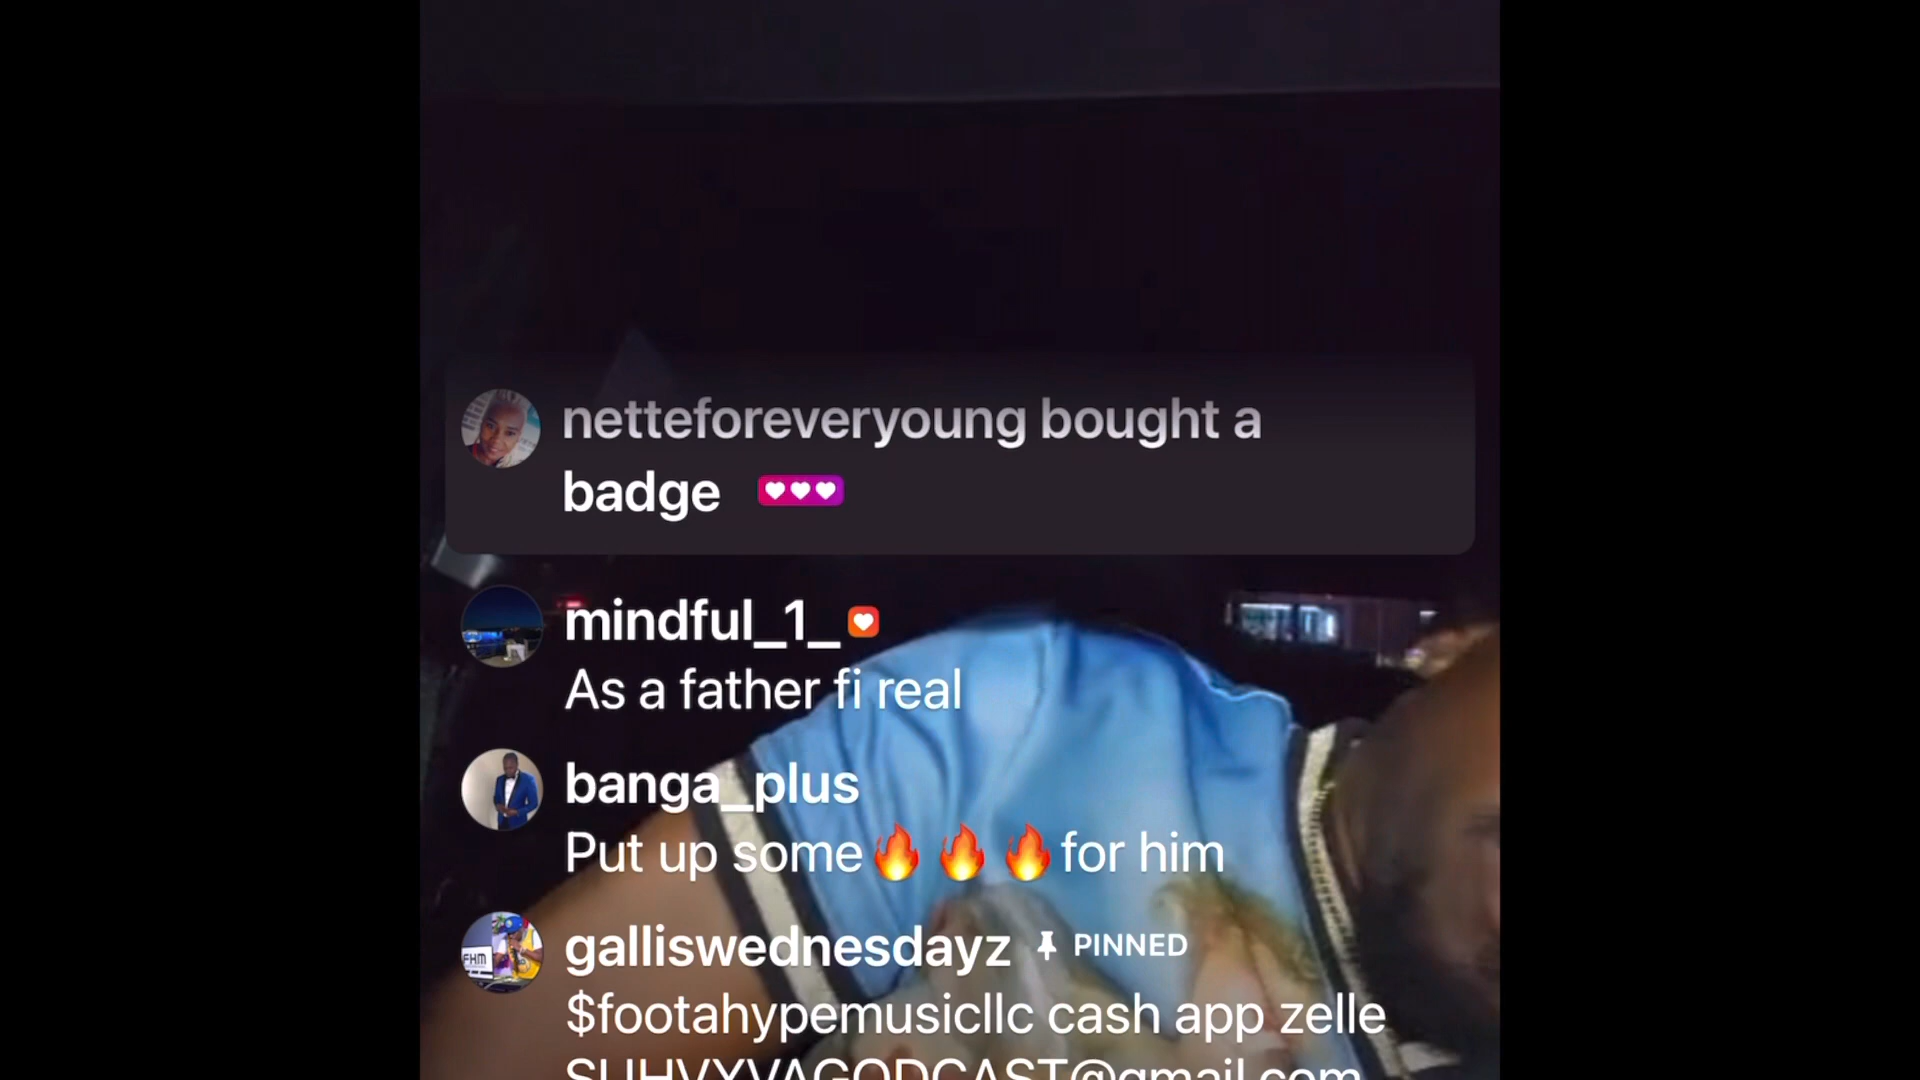 netteforeveryoung bought a
badge
mindful_1_
As a father fi real
banga_plus
Put up some🔥🔥🔥for him
galliswednesdayz PINNED
$footahypemusicllc cash app zelle
FHM